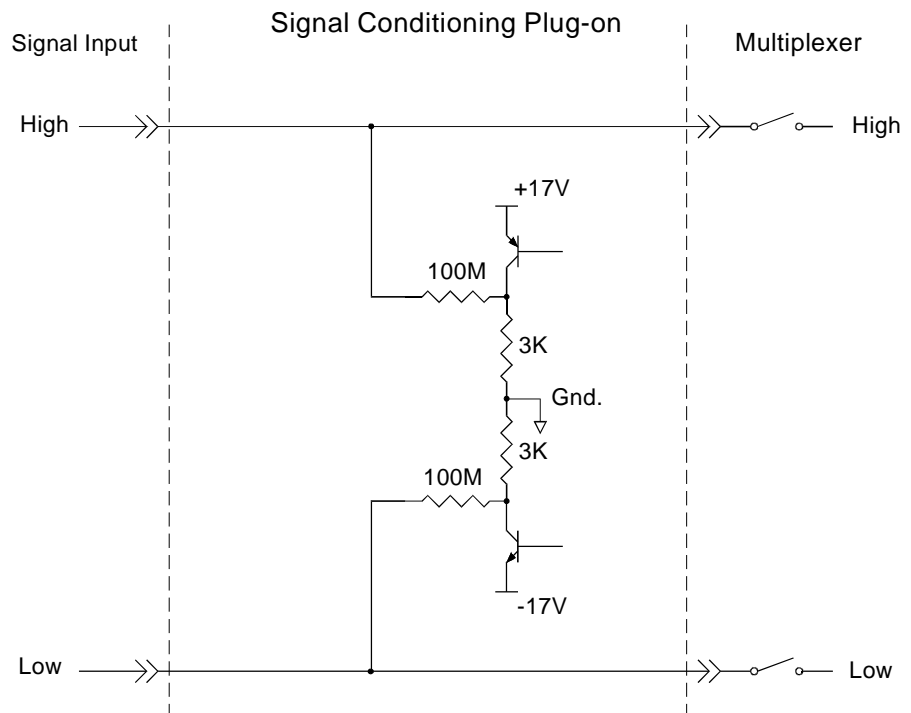 Signal Conditioning Plug-on
Signal Input
Multiplexer
High
High
+17V
100M
3K
Gnd.
3K
100M
-17V
Low
Low